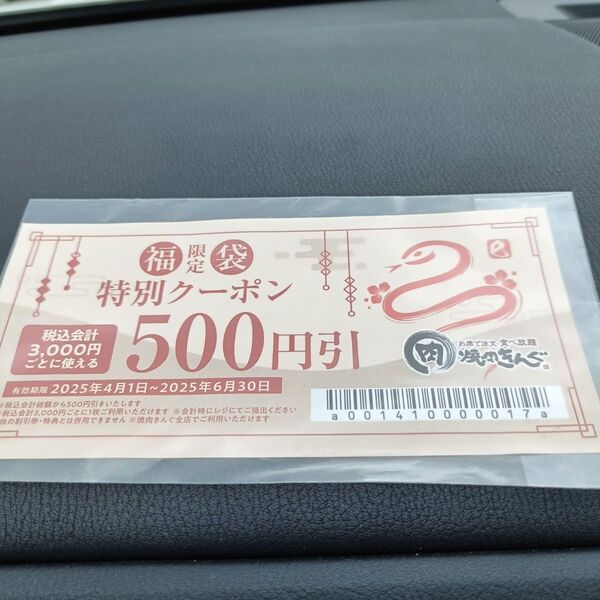 福袋限定
特別クーポン
税込会計
3,000円
ごとに使える
500円引
有効期限 2025年4月1日～2025年6月30日
※税込会計総額から500円引きいたします
※税込会計3,000円ごとに1枚ご利用いただけます ※会計時にレジにてご提出ください
他の割引券・特典とは併用できません ※焼肉きんぐ全店でご利用いただけます
お席で注文 食べ放題
肉
焼肉きんぐ
a0014100000017a